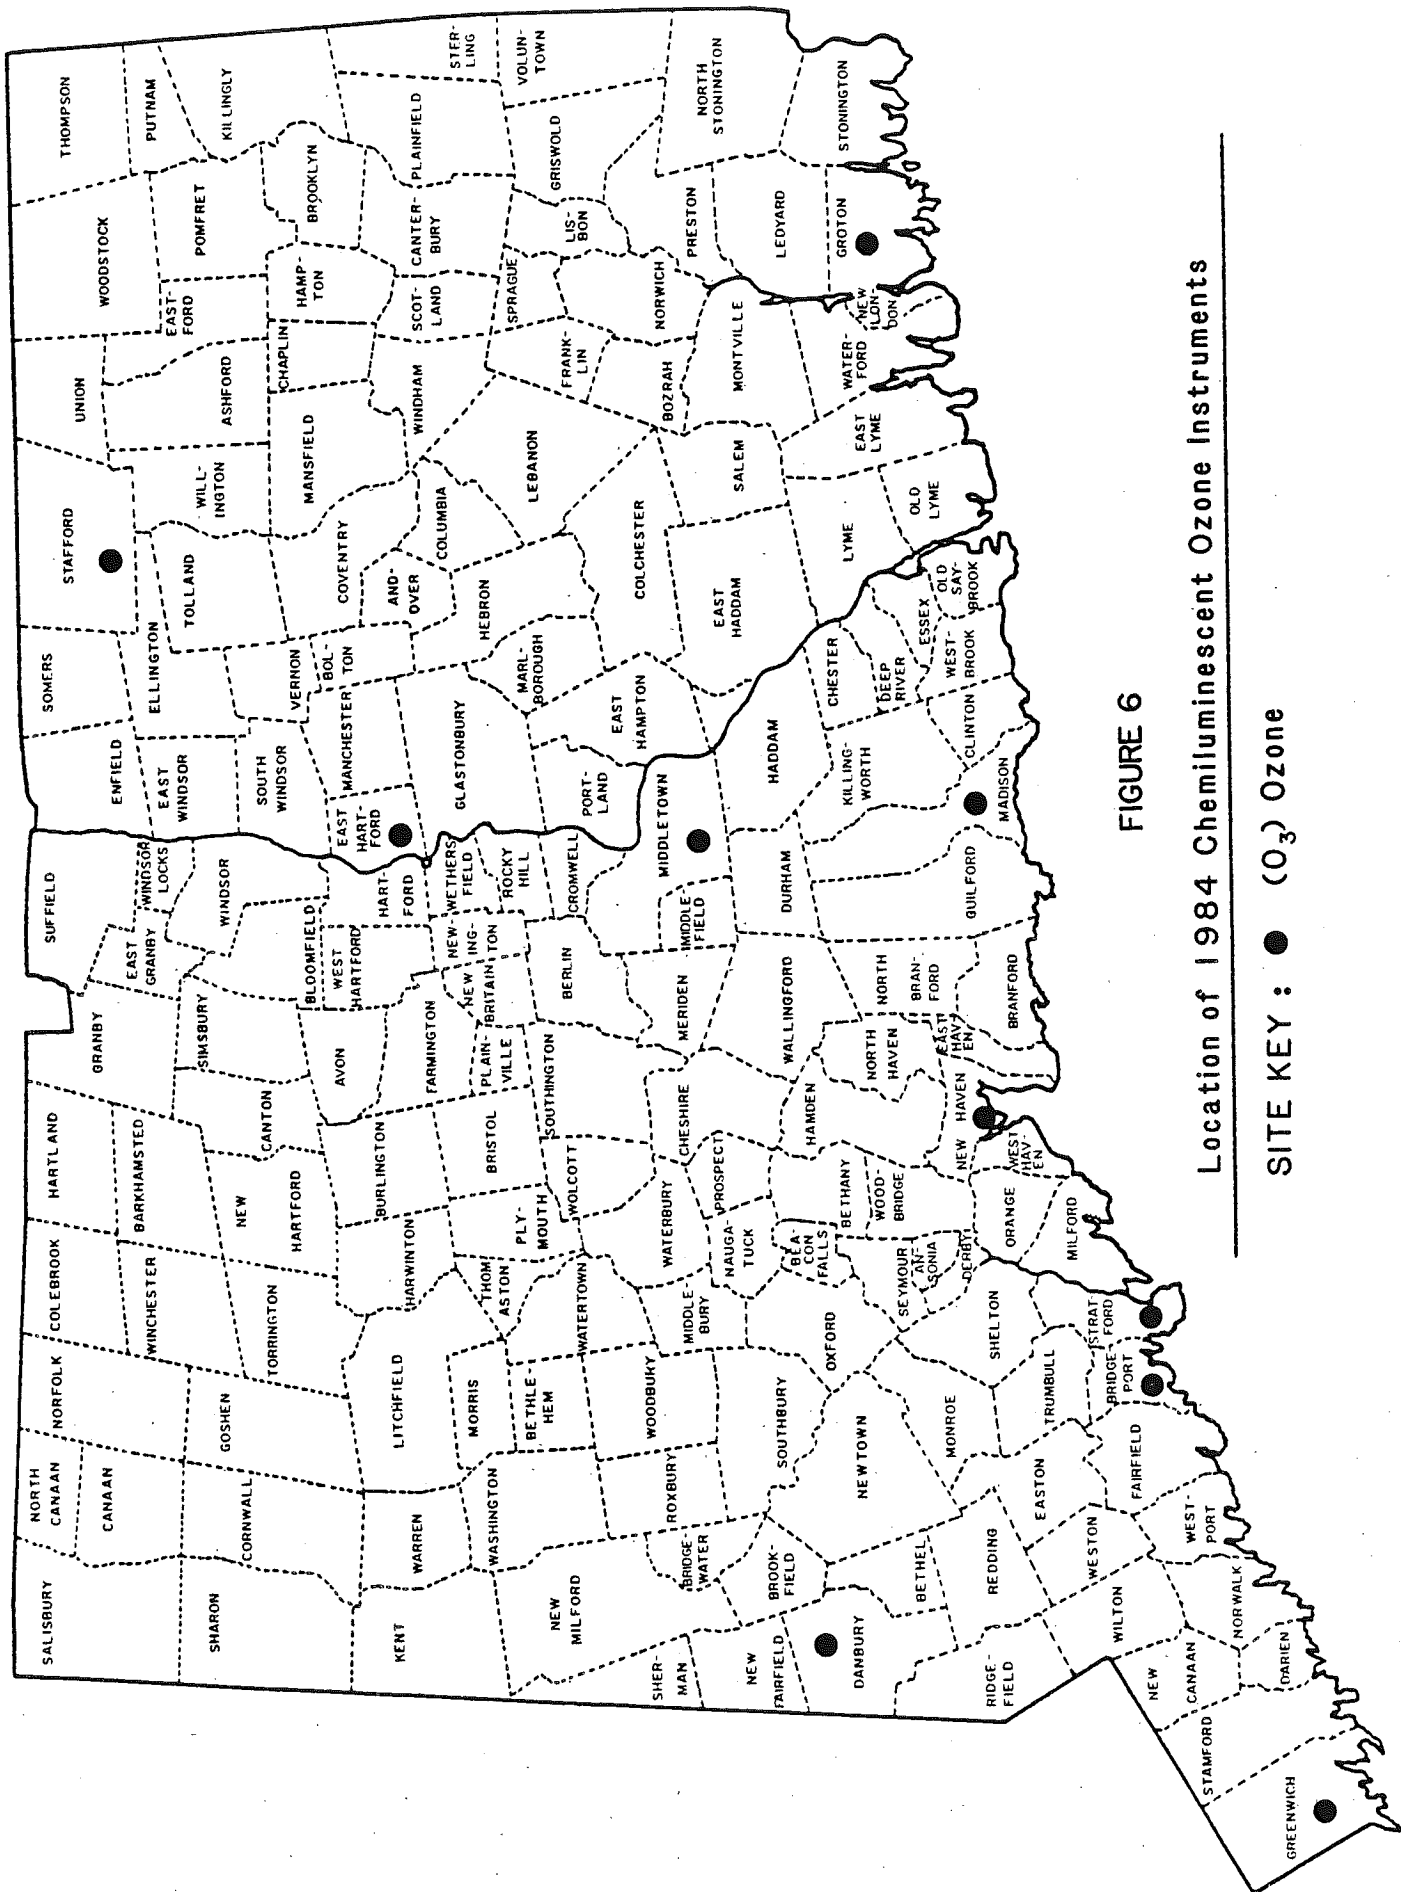 SALISBURY
NORTH
CANAAN
CANAAN
NORFOLK
COLEBROOK
HARTLAND
GRANBY
SUFFIELD
EAST
GRANBY
WINDSOR
LOCKS
ENFIELD
SOMERS
STAFFORD
UNION
WOODSTOCK
THOMPSON
PUTNAM
EAST
WINDSOR
ELLINGTON
TOLLAND
WILL-
INGTON
ASHFORD
EAST-
FORD
POMFRET
KILLINGLY
SHARON
CORNWALL
GOSHEN
WINCHESTER
TORRINGTON
BARKHAMSTED
NEW
HARTFORD
CANTON
SIMSBURY
WINDSOR
BLOOMFIELD
SOUTH
WINDSOR
VERNON
BOL-
TON
MANCHESTER
EAST
HART-
FORD
HART-
FORD
WEST
HARTFORD
AVON
BURLINGTON
HARWINTON
LITCHFIELD
WARREN
KENT
COVENTRY
MANSFIELD
CHAPLIN
HAMP-
TON
BROOKLYN
AND-
OVER
COLUMBIA
WINDHAM
SCOT-
LAND
CANTER-
BURY
PLAINFIELD
STER-
LING
NEW
MILFORD
WASHINGTON
MORRIS
BETHLE-
HEM
THOM
ASTON
PLY-
MOUTH
BRISTOL
FARMINGTON
PLAIN-
VILLE
NEW
BRITAIN
NEW-
ING-
TON
WETHERS
FIELD
ROCKY
HILL
GLASTONBURY
HEBRON
MARL-
BOROUGH
LEBANON
FRANK-
LIN
SPRAGUE
LIS-
BON
GRISWOLD
VOLUN-
TOWN
SHER-
MAN
BRIDGE-
WATER
ROXBURY
WOODBURY
WATERTOWN
MIDDLE-
BURY
WATERBURY
WOLCOTT
SOUTHINGTON
BERLIN
CROMWELL
PORT-
LAND
EAST
HAMPTON
COLCHESTER
BOZRAH
NORWICH
PRESTON
NORTH
STONINGTON
NEW
FAIRFIELD
BROOK-
FIELD
SOUTHBURY
OXFORD
NAUGA-
TUCK
PROSPECT
CHESHIRE
MERIDEN
MIDDLE
FIELD
MIDDLETOWN
HADDAM
EAST
HADDAM
SALEM
MONTVILLE
LEDYARD
DANBURY
BETHEL
NEWTOWN
SEYMOUR
BEA-
CON
FALLS
BETHANY
WOOD-
BRIDGE
HAMDEN
WALLINGFORD
NORTH
HAVEN
DURHAM
KILLING-
WORTH
CHESTER
DEEP
RIVER
ESSEX
LYME
EAST
LYME
WATER-
FORD
NEW
LON-
DON
GROTON
STONINGTON
RIDGE-
FIELD
REDDING
MONROE
SHELTON
AN-
SONIA
DERBY
ORANGE
NEW
HAVEN
WEST
HAV-
EN
EAST
HAV-
EN
NORTH
BRAN-
FORD
BRANFORD
GUILFORD
MADISON
CLINTON
WEST-
BROOK
OLD
SAY-
BROOK
OLD
LYME
WILTON
WESTON
EASTON
TRUMBULL
STRAT-
FORD
BRIDGE-
PORT
MILFORD
FAIRFIELD
WEST-
PORT
NORWALK
NEW
CANAAN
DARIEN
STAMFORD
GREENWICH
FIGURE 6
Location of 1984 Chemiluminescent Ozone Instruments
SITE KEY : ● (O₃) Ozone